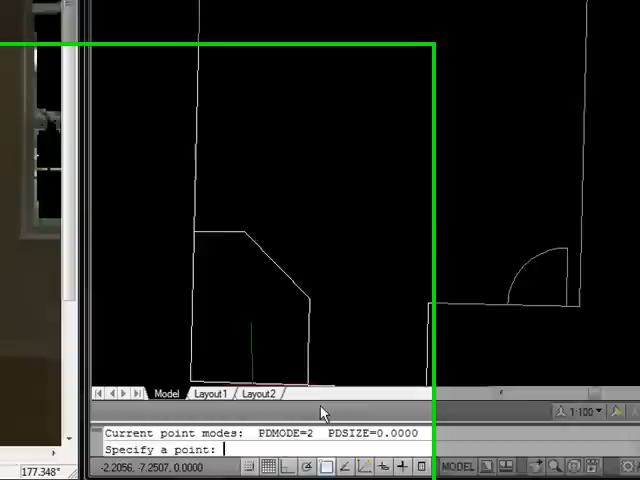 Model Layout1 Layout2
1:100
Current point modes: PDMODE=2 PDSIZE=0.0000
Specify a point:
177.348° -2.2056, -7.2507, 0.0000 MODEL